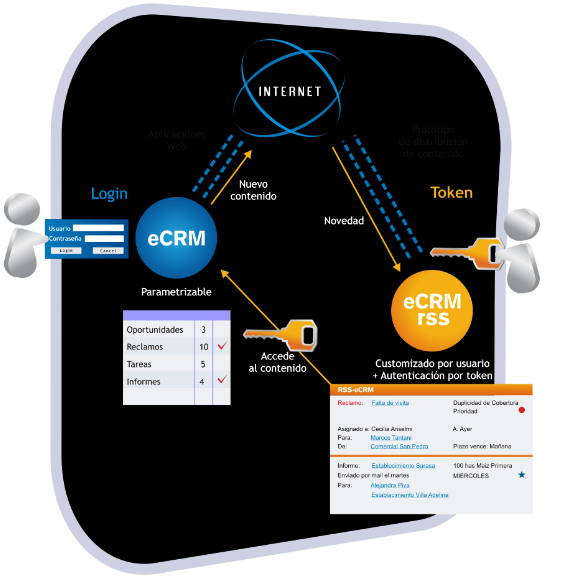 INTERNET
Aplicaciones
Web
Prototipo
de distribucion
de contenido
Login
Nuevo
contenido
Token
Novedad
Usuario
Contraseña
Login
Cancel
eCRM
Parametrizable
eCRM
rss
Customizado por usuario
+ Autenticación por token
Oportunidades 3
Reclamos 10
Tareas 5
Informes 4
Accede
al contenido
RSS-eCRM
Reclamo: Falta de visita Duplicidad de Cobertura
Prioridad
Asignado a: Cecilia Anselmi A: Ayer
Para: Marcos Tantani
De: Comercial San Pedro Plazo vence: Mañana
Informe: Establecimiento Sarasa 100 has Maiz Primera
Enviado por mail el martes MIERCOLES
Para: Alejandra Piva
Establacimiento Villa Adelina